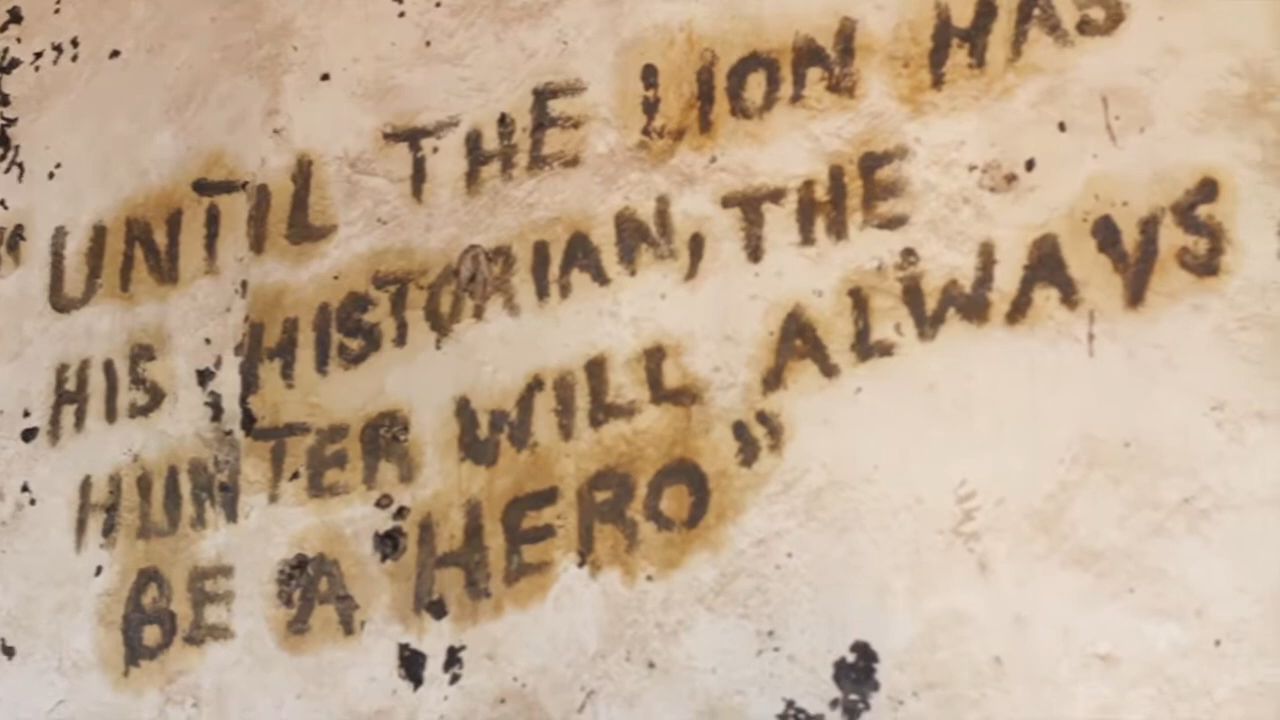 "UNTIL THE LION HAS
HIS HISTORIAN, THE
HUNTER WILL ALWAYS
BE A HERO"